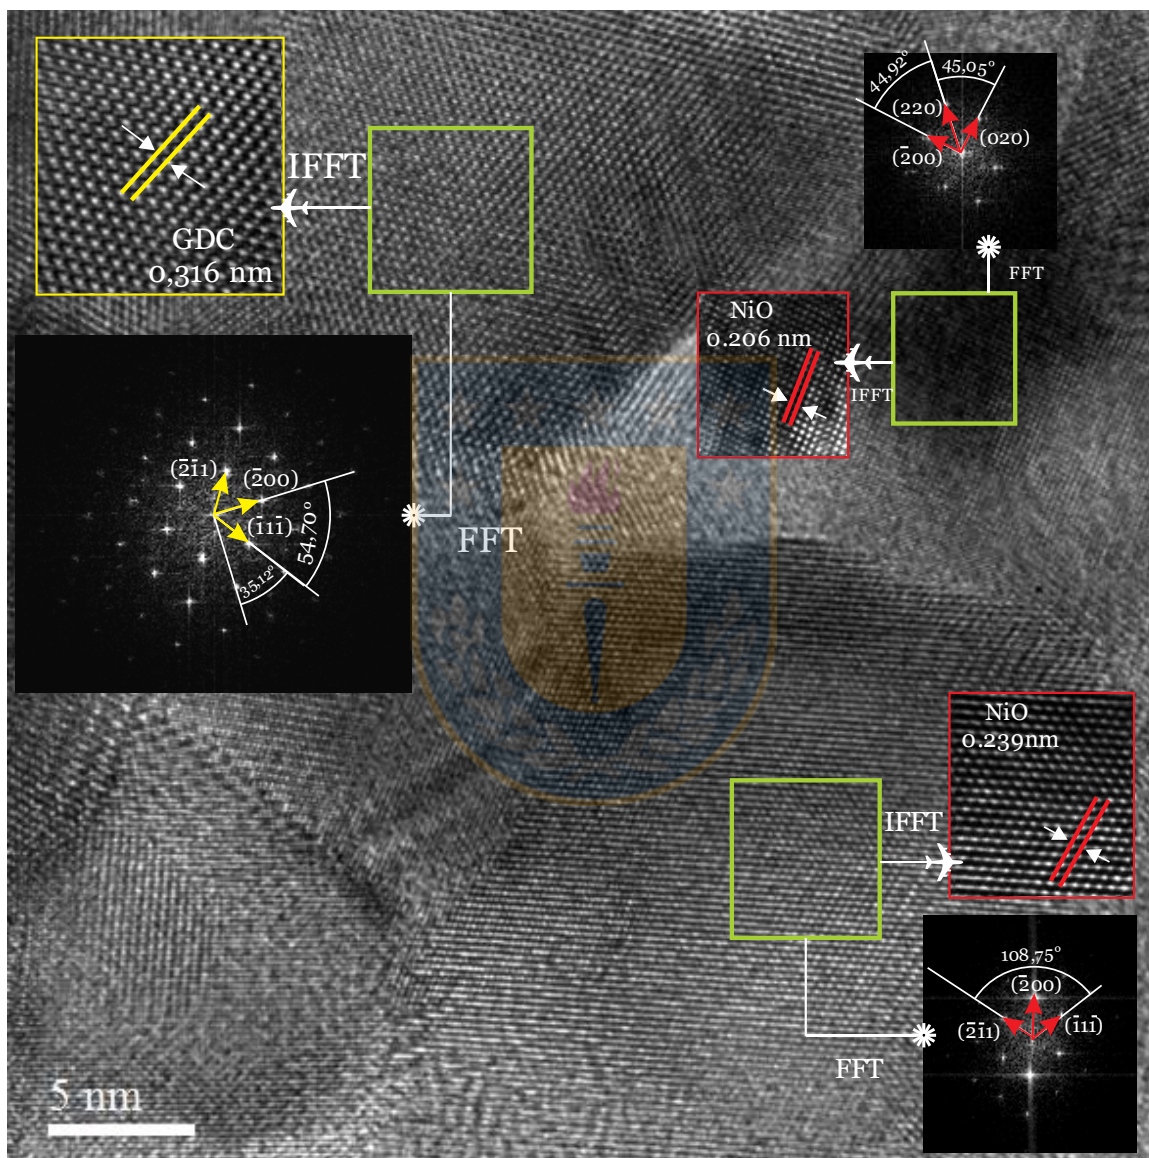 IFFT
GDC
0,316 nm
44,92°
45,05°
(220)
(020)
(2̅00)
FFT
NiO
0.206 nm
IFFT
(2̅1̅1)
(2̅00)
(1̅11̅)
54,70°
35,12°
FFT
NiO
0.239nm
IFFT
108,75°
(2̅00)
(2̅1̅1)
(1̅11̅)
FFT
5 nm